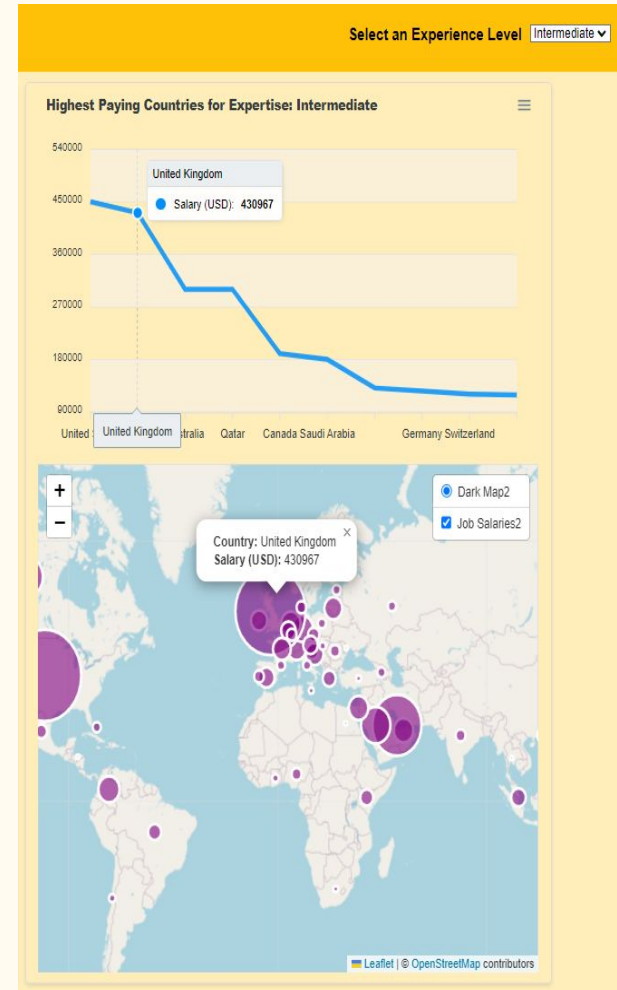 Select an Experience Level Intermediate
Highest Paying Countries for Expertise: Intermediate
540000
United Kingdom
450000
Salary (USD): 430967
360000
270000
180000
90000
United United Kingdom tralia Qatar Canada Saudi Arabia Germany Switzerland
+
−
Dark Map2
Job Salaries2
×
Country: United Kingdom
Salary (USD): 430967
Leaflet | © OpenStreetMap contributors